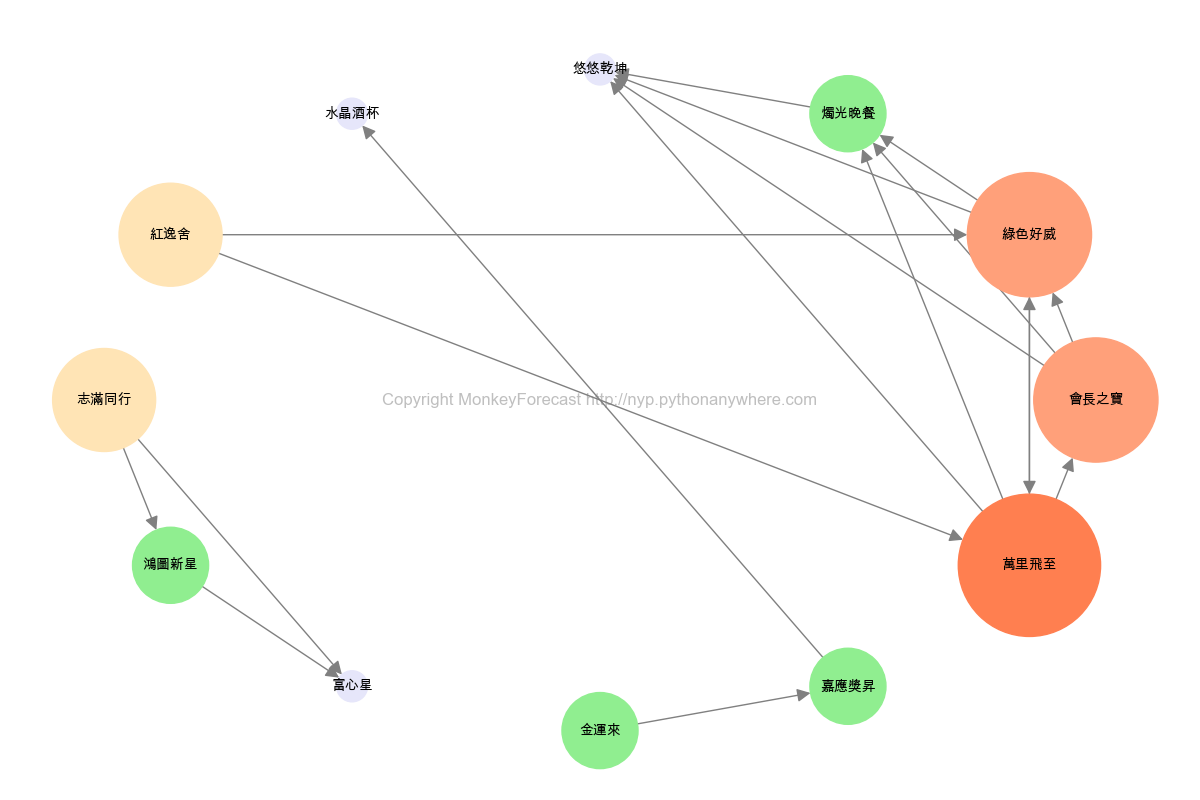 悠悠乾坤
水晶酒杯
燭光晚餐
紅逸舍
綠色好威
志滿同行
Copyright MonkeyForecast http://nyp.pythonanywhere.com
會長之寶
鴻圖新星
萬里飛至
富心星
嘉應獎昇
金運來